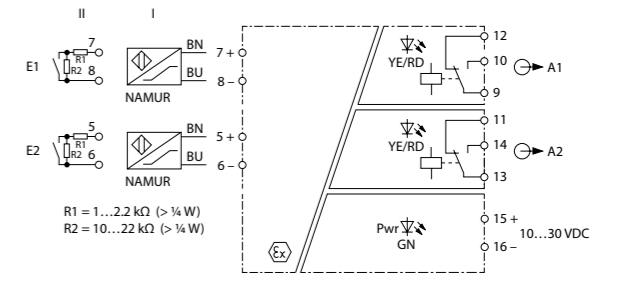 II I
E1
7
R1
R2
8
BN
7 +
BU
8 –
NAMUR
E2
5
R1
R2
6
BN
5 +
BU
6 –
NAMUR
R1 = 1…2.2 kΩ (> ¼ W)
R2 = 10…22 kΩ (> ¼ W)
εx
YE/RD
12
10
9
A1
YE/RD
11
14
13
A2
Pwr
GN
15 +
16 –
10…30 VDC